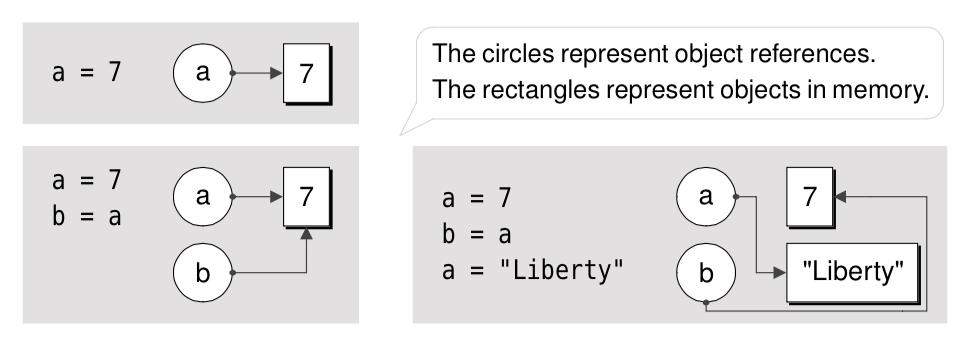 a = 7
a
7
The circles represent object references.
The rectangles represent objects in memory.
a = 7
b = a
a
7
b
a = 7
b = a
a = "Liberty"
a
7
b
"Liberty"